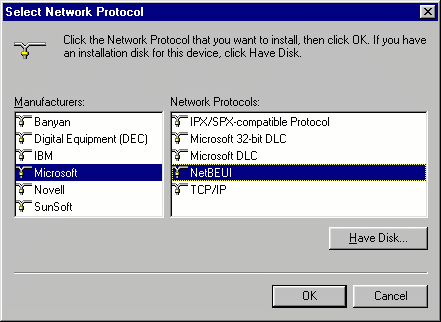 Select Network Protocol
Click the Network Protocol that you want to install, then click OK. If you have
an installation disk for this device, click Have Disk.
Manufacturers:
Banyan
Digital Equipment (DEC)
IBM
Microsoft
Novell
SunSoft
Network Protocols:
IPX/SPX-compatible Protocol
Microsoft 32-bit DLC
Microsoft DLC
NetBEUI
TCP/IP
Have Disk...
OK
Cancel